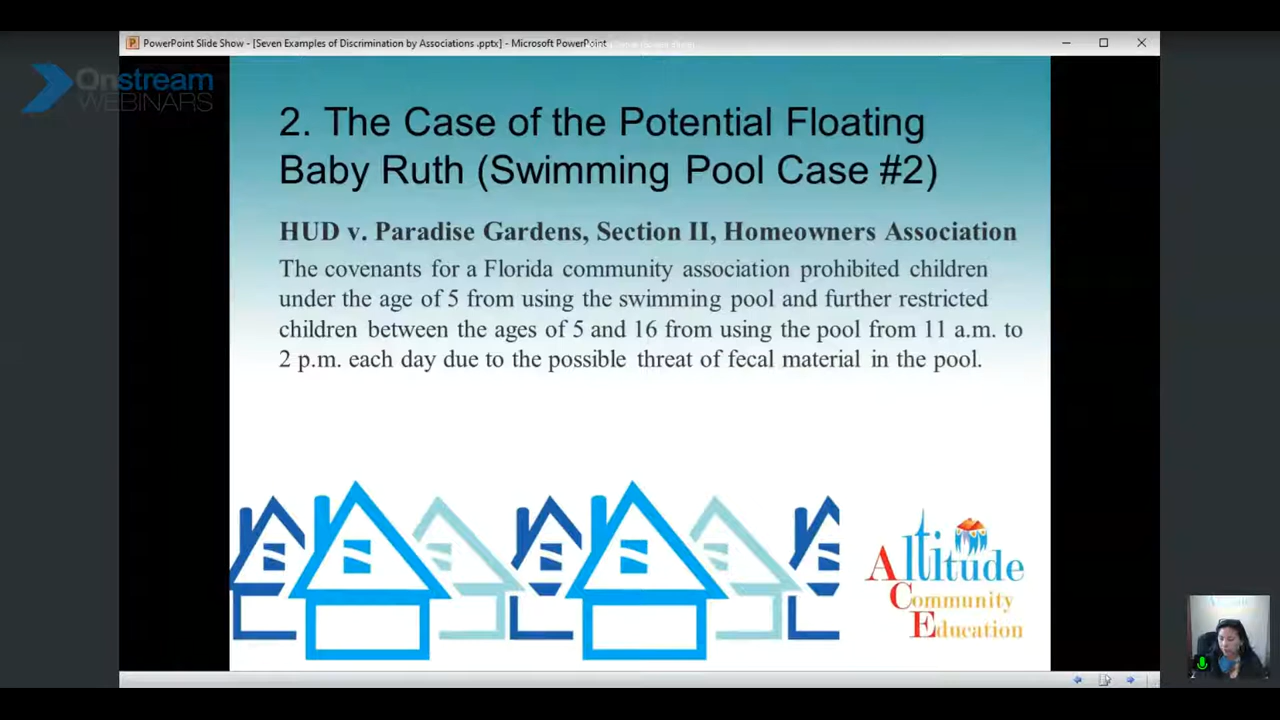 PowerPoint Slide Show - [Seven Examples of Discrimination by Associations .pptx] - Microsoft PowerPoint
Onstream
WEBINARS
2. The Case of the Potential Floating
Baby Ruth (Swimming Pool Case #2)
HUD v. Paradise Gardens, Section II, Homeowners Association
The covenants for a Florida community association prohibited children
under the age of 5 from using the swimming pool and further restricted
children between the ages of 5 and 16 from using the pool from 11 a.m. to
2 p.m. each day due to the possible threat of fecal material in the pool.
Altitude
Community
Education